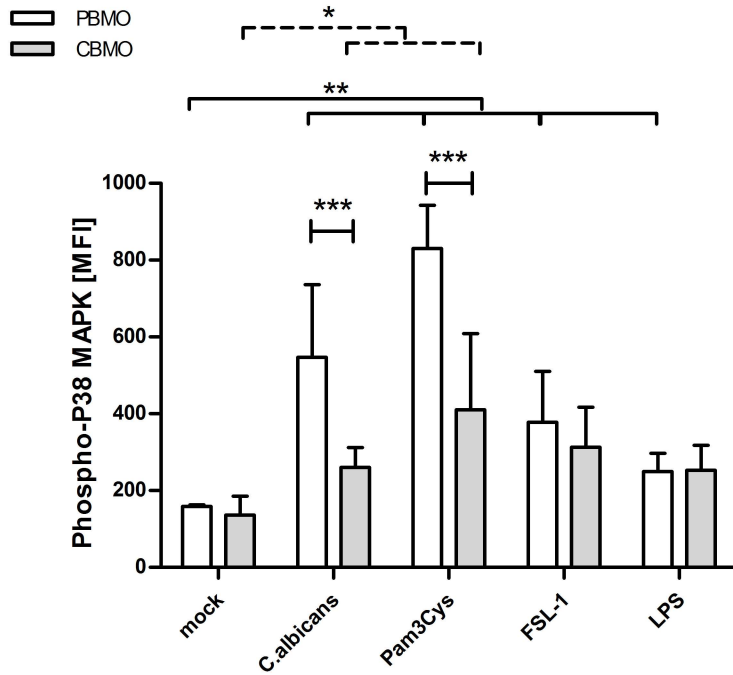 PBMO
CBMO
*
**
***
***
Phospho-P38 MAPK [MFI]
1000
800
600
400
200
0
mock
C.albicans
Pam3Cys
FSL-1
LPS